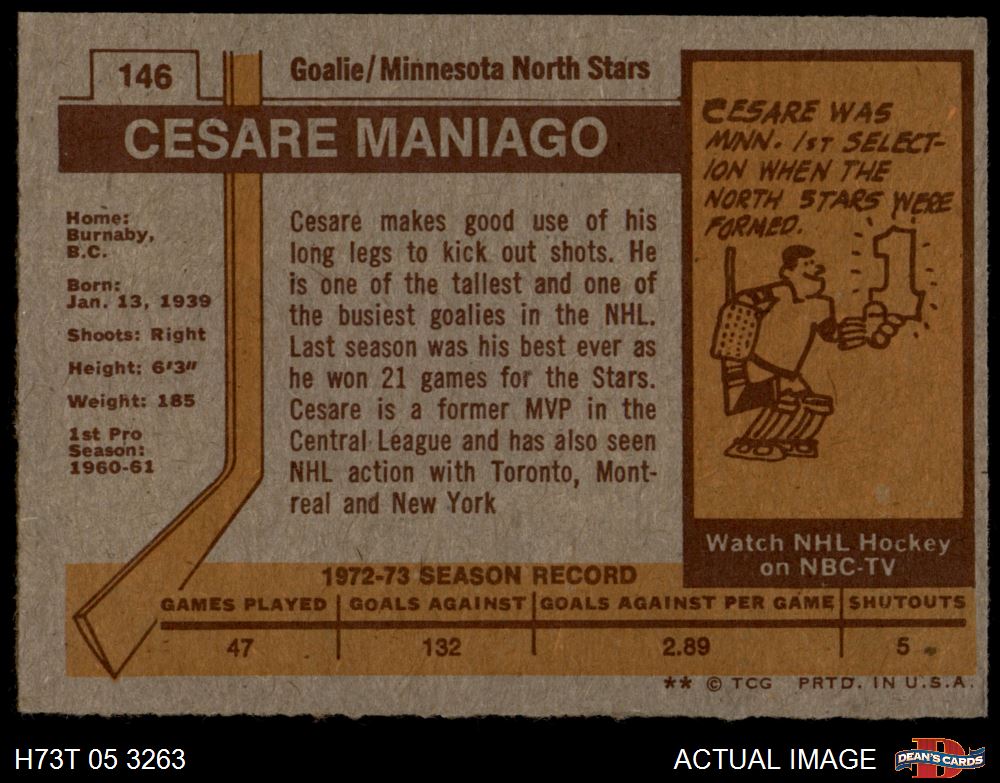 146
Goalie/Minnesota North Stars
CESARE MANIAGO
Home:
Burnaby,
B.C.
Born:
Jan. 13, 1939
Shoots: Right
Height: 6'3"
Weight: 185
1st Pro
Season:
1960-61
Cesare makes good use of his
long legs to kick out shots. He
is one of the tallest and one of
the busiest goalies in the NHL.
Last season was his best ever as
he won 21 games for the Stars.
Cesare is a former MVP in the
Central League and has also seen
NHL action with Toronto, Mont-
real and New York
CESARE WAS
MINN. 1ST SELECT-
ION WHEN THE
NORTH STARS WERE
FORMED.
1
Watch NHL Hockey
on NBC-TV
1972-73 SEASON RECORD
GAMES PLAYED GOALS AGAINST GOALS AGAINST PER GAME SHUTOUTS
47 132 2.89 5
** © TCG PRTD. IN U.S.A.
H73T 05 3263
ACTUAL IMAGE
D
DEAN'S CARDS